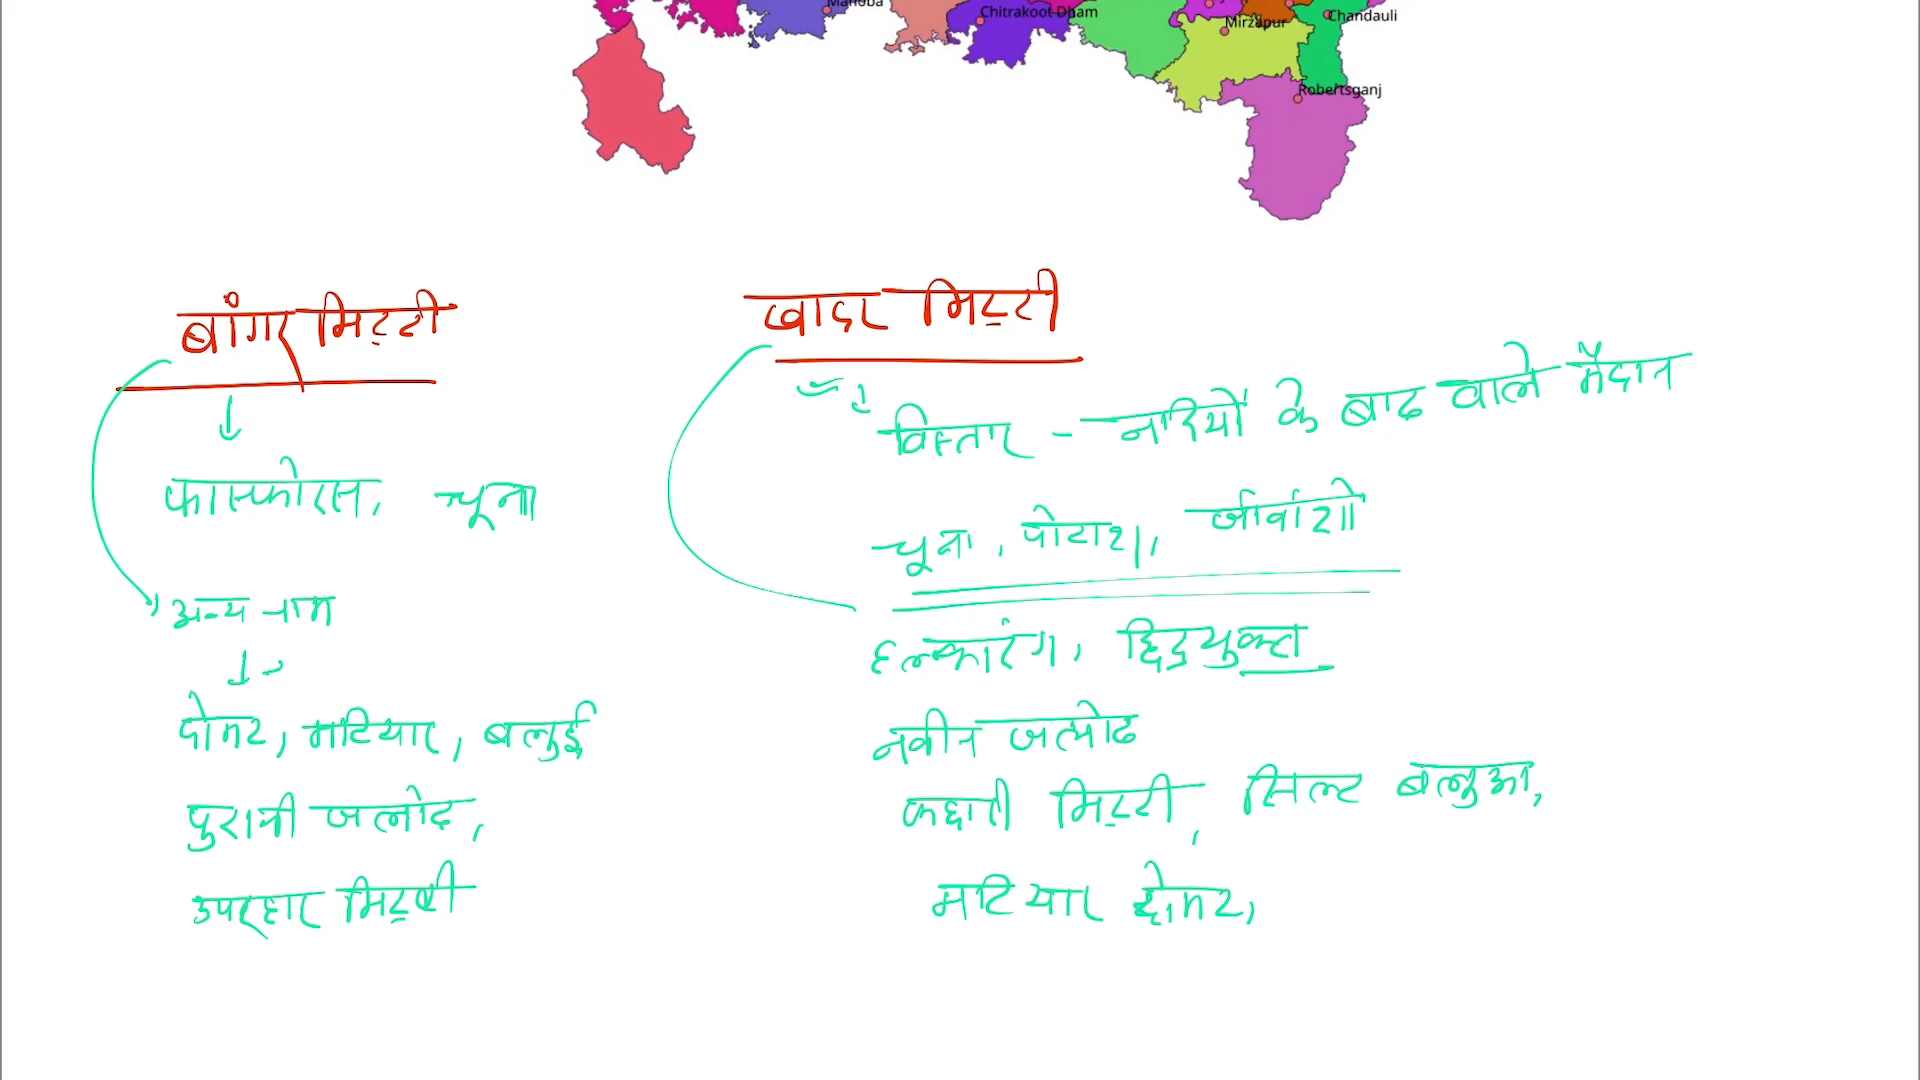 Mahoba
Chitrakoot Dham
Mirzapur
Chandauli
Robertsganj
बांगर मिट्टी
फास्फोरस, चूना
अन्य नाम
दोमट, मटियार, बलुई
पुरानी जलोढ़,
उपरहार मिट्टी
खादर मिट्टी
विस्तार - नदियों के बाढ वाले मैदान
चूना, पोटाश, जीवांशो
हल्कारंग, छिद्रयुक्त
नवीन जलोढ
कछारी मिट्टी, सिल्ट बलुआ,
मटियार दोमट,